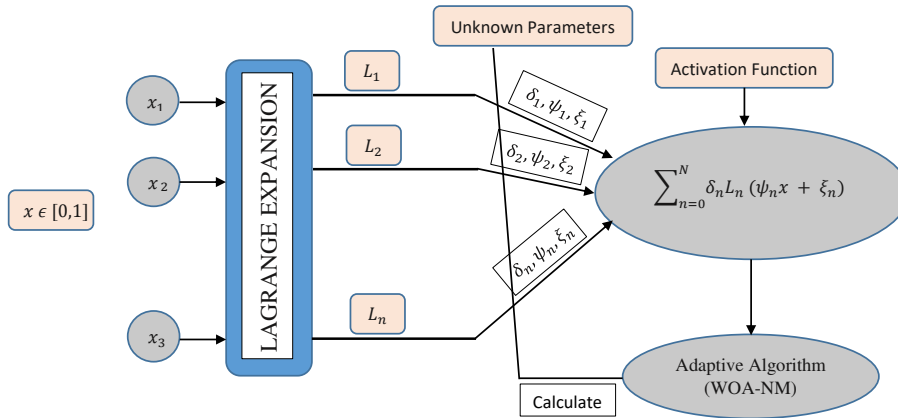 Unknown Parameters
Activation Function
L₁
δ₁, ψ₁, ξ₁
x₁
LAGRANGE EXPANSION
L₂
δ₂, ψ₂, ξ₂
x₂
∑ₙ₌₀ᴺ δₙLₙ (ψₙx + ξₙ)
x ϵ [0,1]
δₙ, ψₙ, ξₙ
Lₙ
x₃
Adaptive Algorithm
(WOA-NM)
Calculate